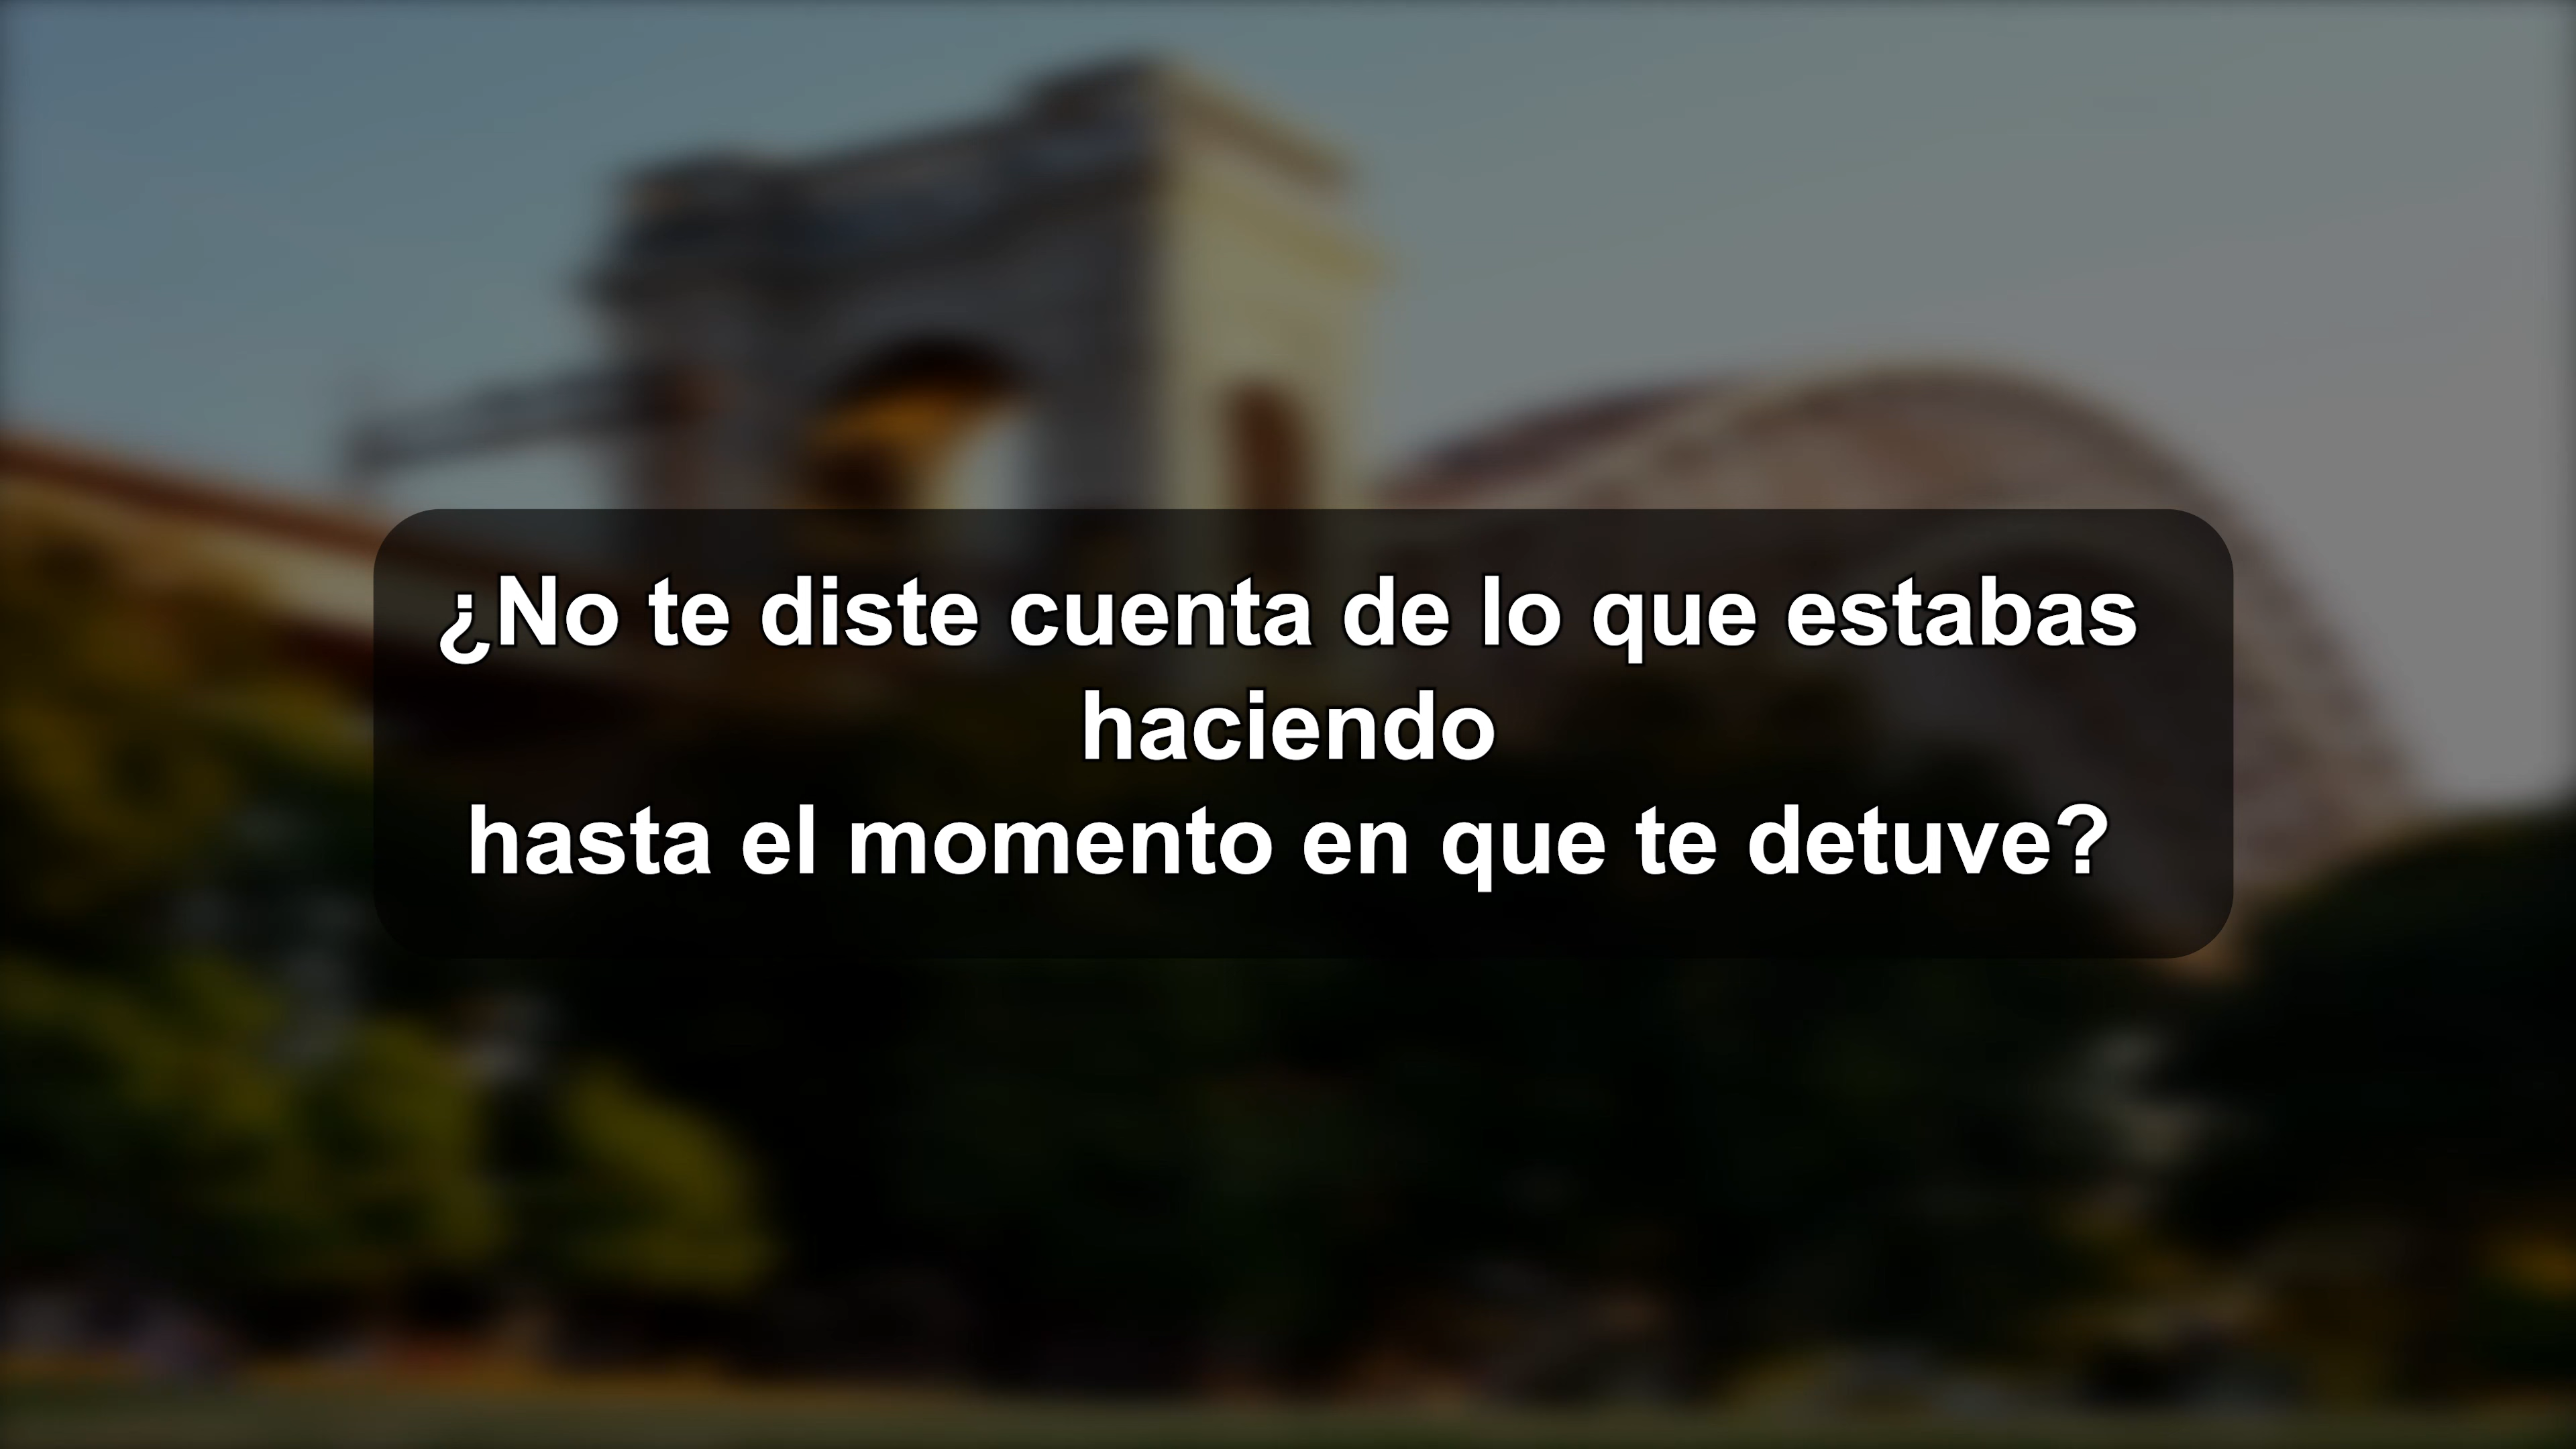 ¿No te diste cuenta de lo que estabas
haciendo
hasta el momento en que te detuve?